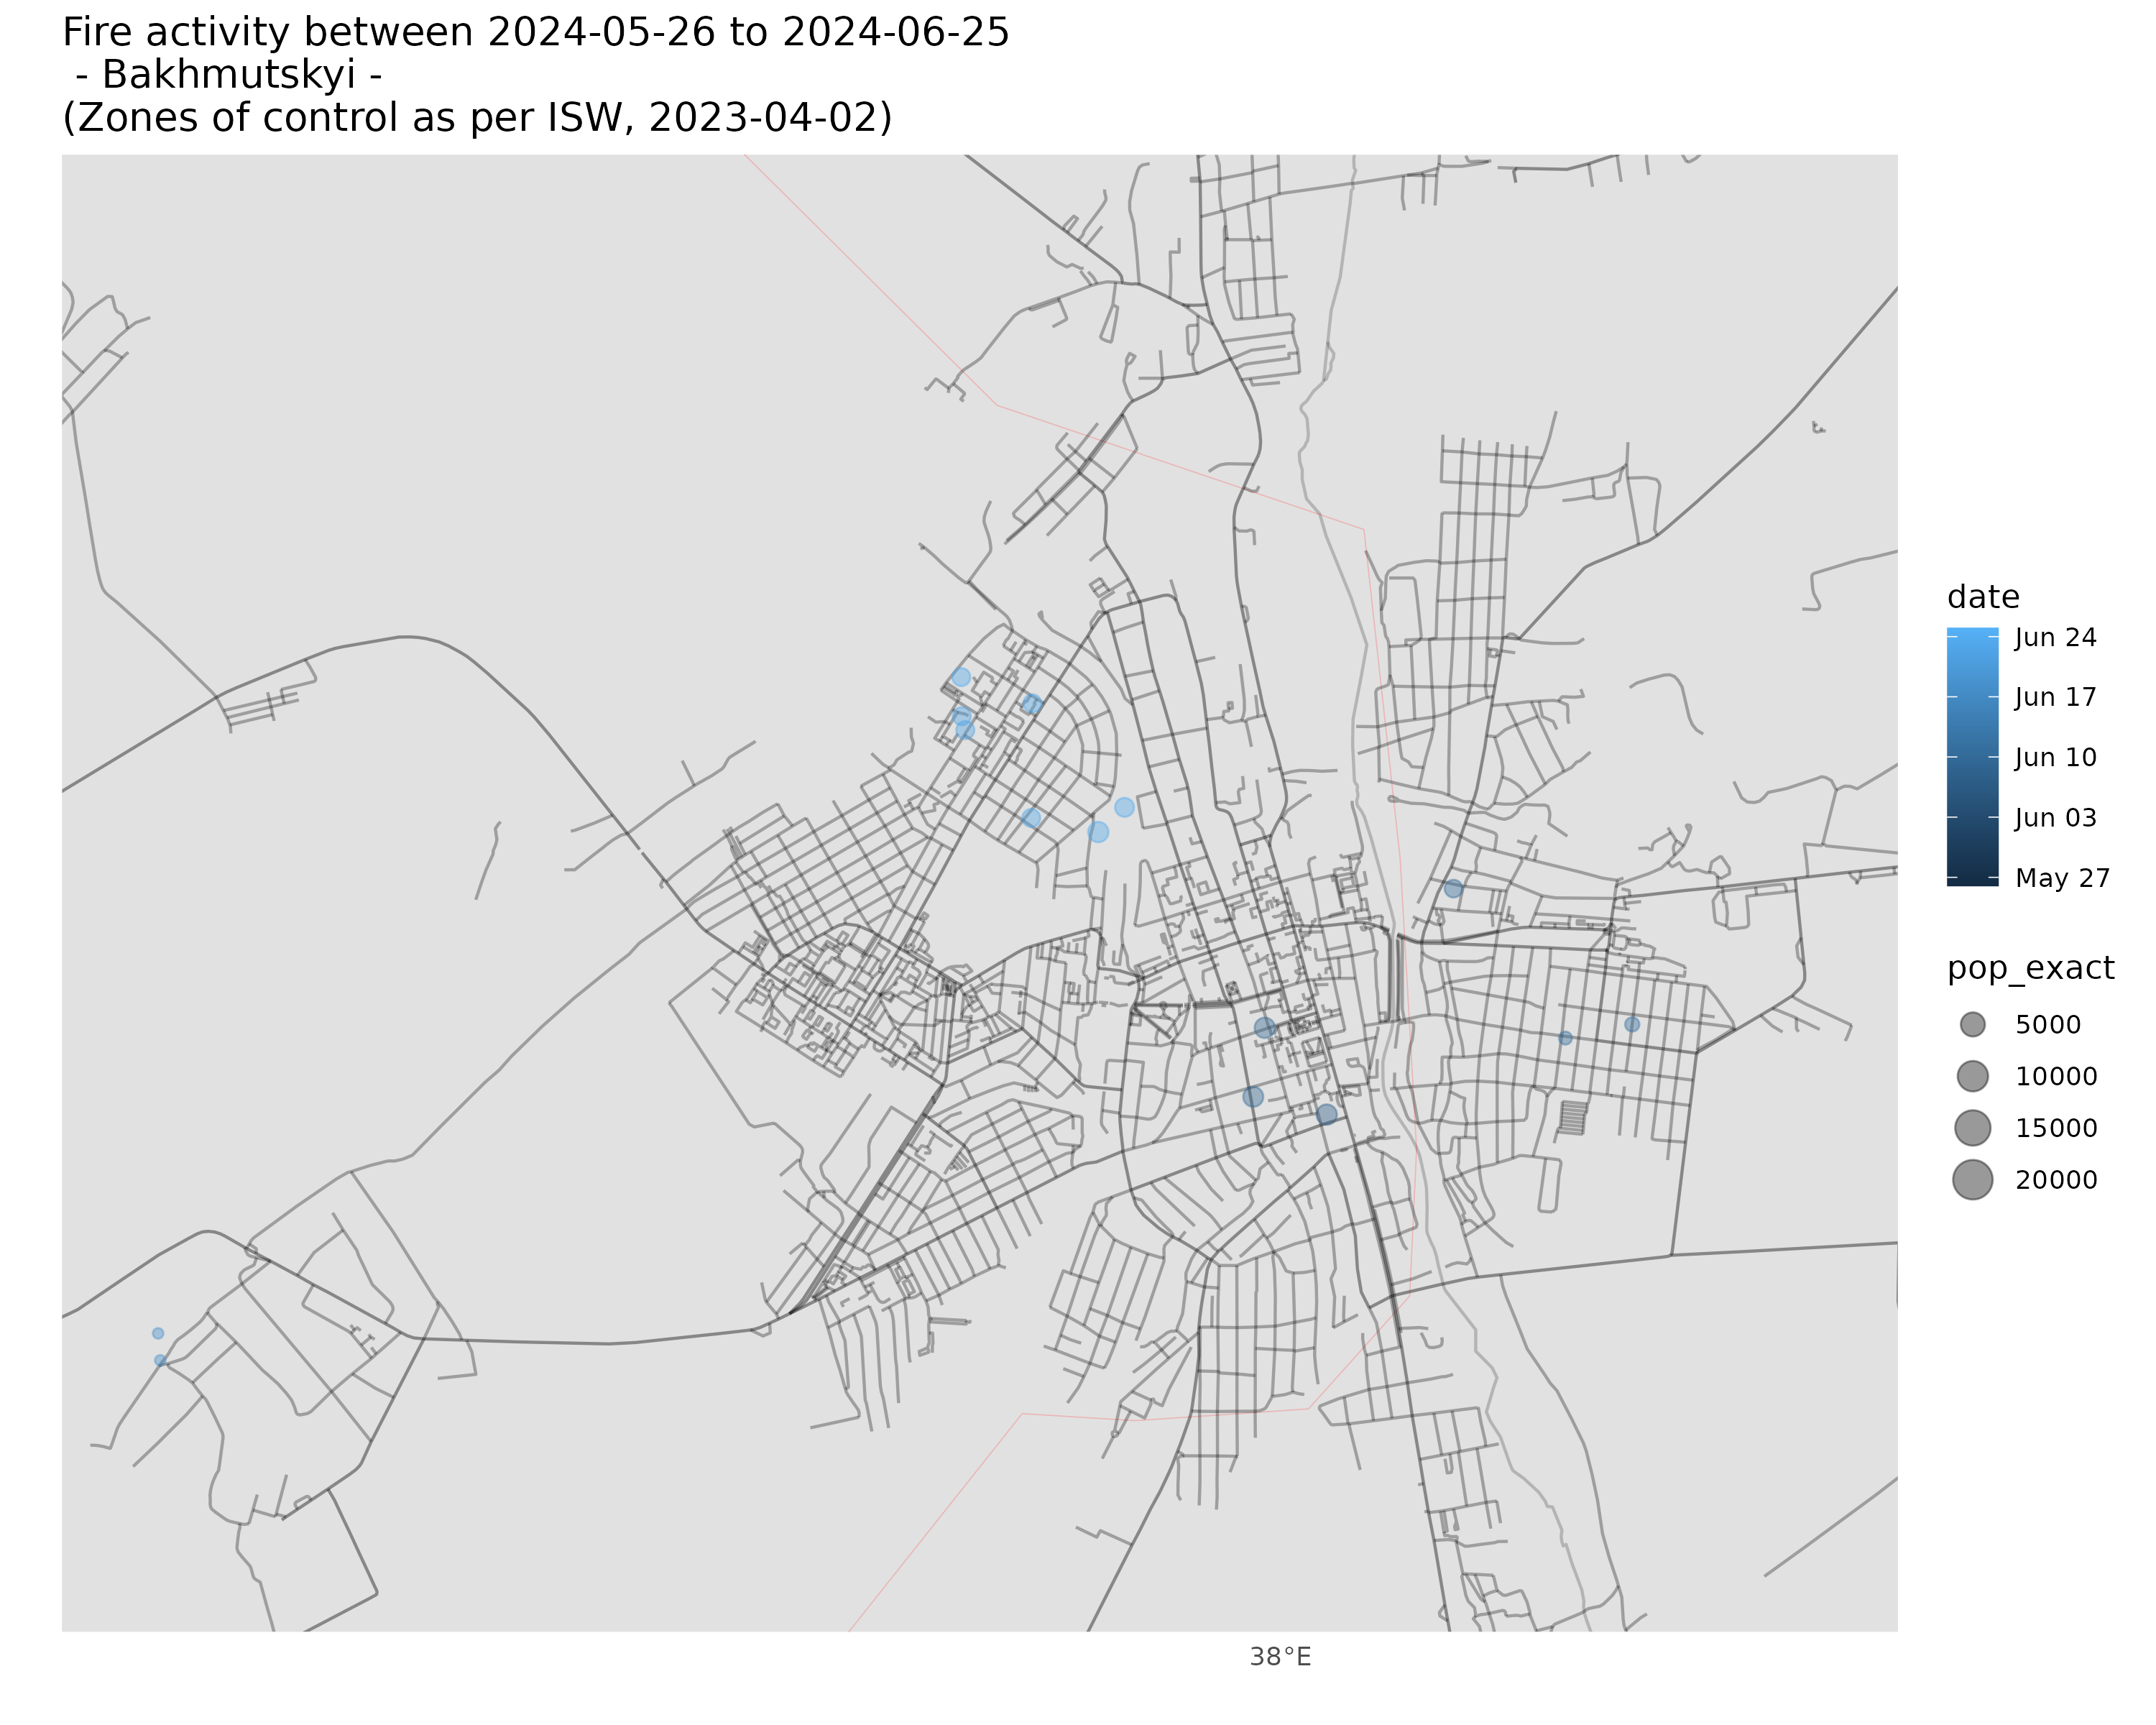 Fire activity between 2024-05-26 to 2024-06-25
- Bakhmutskyi -
(Zones of control as per ISW, 2023-04-02)
date
Jun 24
Jun 17
Jun 10
Jun 03
May 27
pop_exact
5000
10000
15000
20000
38°E